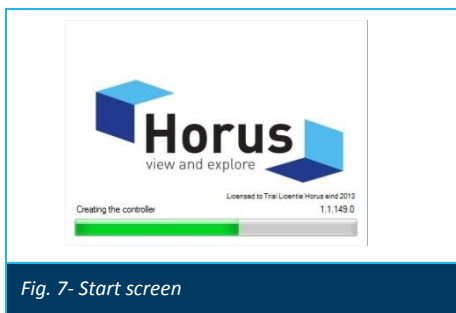 Horus
view and explore
Licensed to Trial Licentie Horus eind 2013
Creating the controller 1.1.149.0
Fig. 7- Start screen